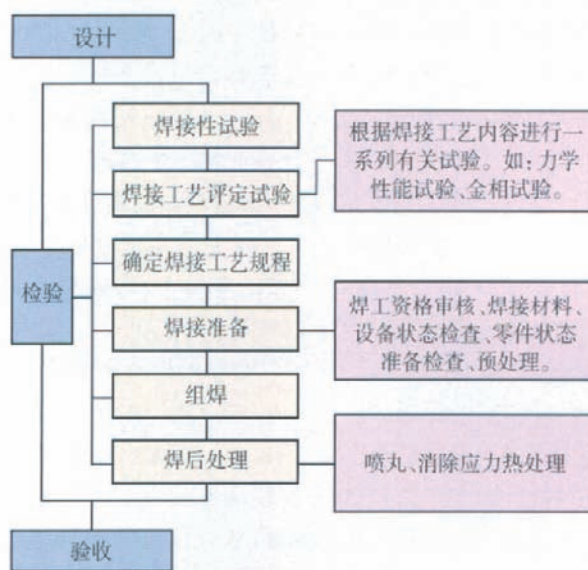 设计
焊接性试验
根据焊接工艺内容进行一
系列有关试验。如:力学
性能试验、金相试验。
焊接工艺评定试验
确定焊接工艺规程
检验
焊接准备
焊工资格审核、焊接材料、
设备状态检查、零件状态
准备检查、预处理。
组焊
焊后处理
喷丸、消除应力热处理
验收